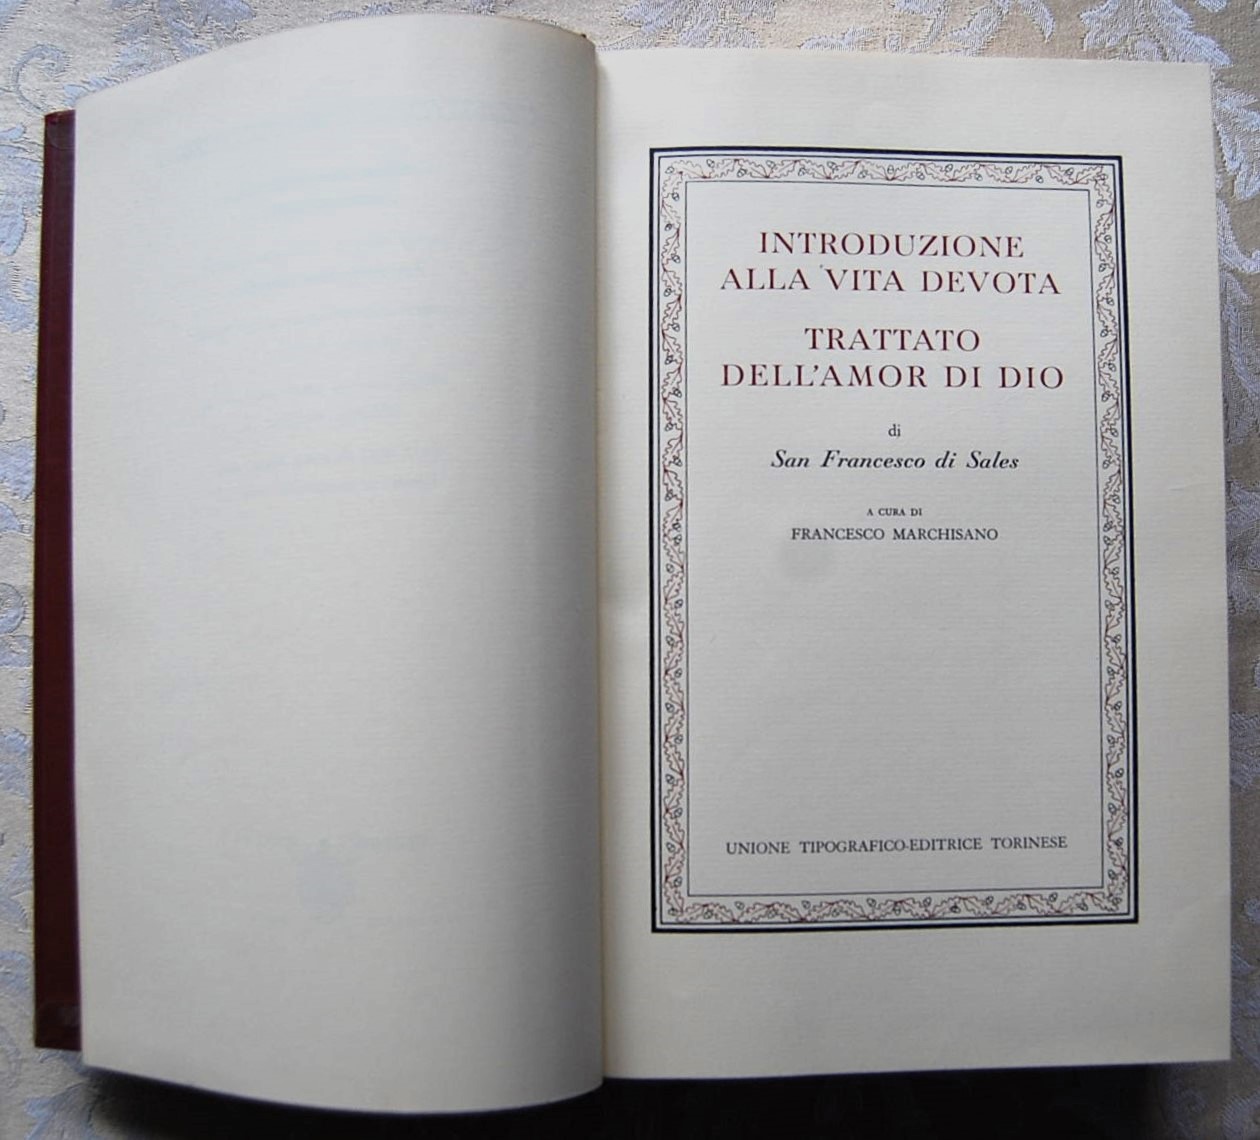 INTRODUZIONE
ALLA VITA DEVOTA
TRATTATO
DELL'AMOR DI DIO
di
San Francesco di Sales
A CURA DI
FRANCESCO MARCHISANO
UNIONE TIPOGRAFICO-EDITRICE TORINESE